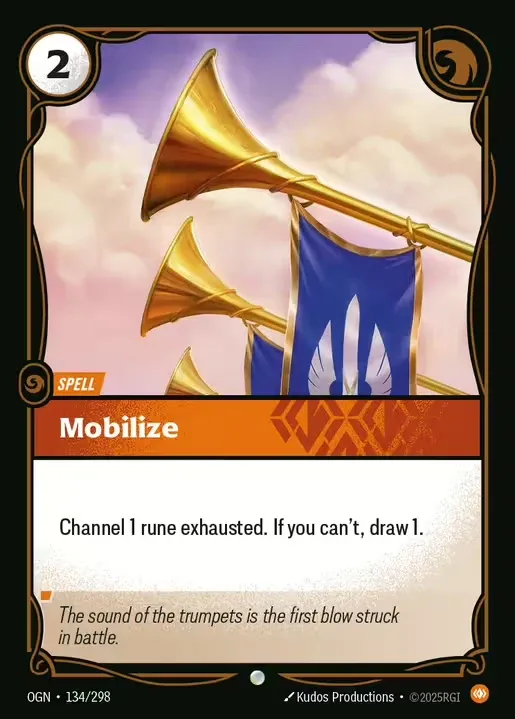 2
SPELL
Mobilize
Channel 1 rune exhausted. If you can't, draw 1.
The sound of the trumpets is the first blow struck
in battle.
OGN • 134/298
Kudos Productions • ©2025RGI